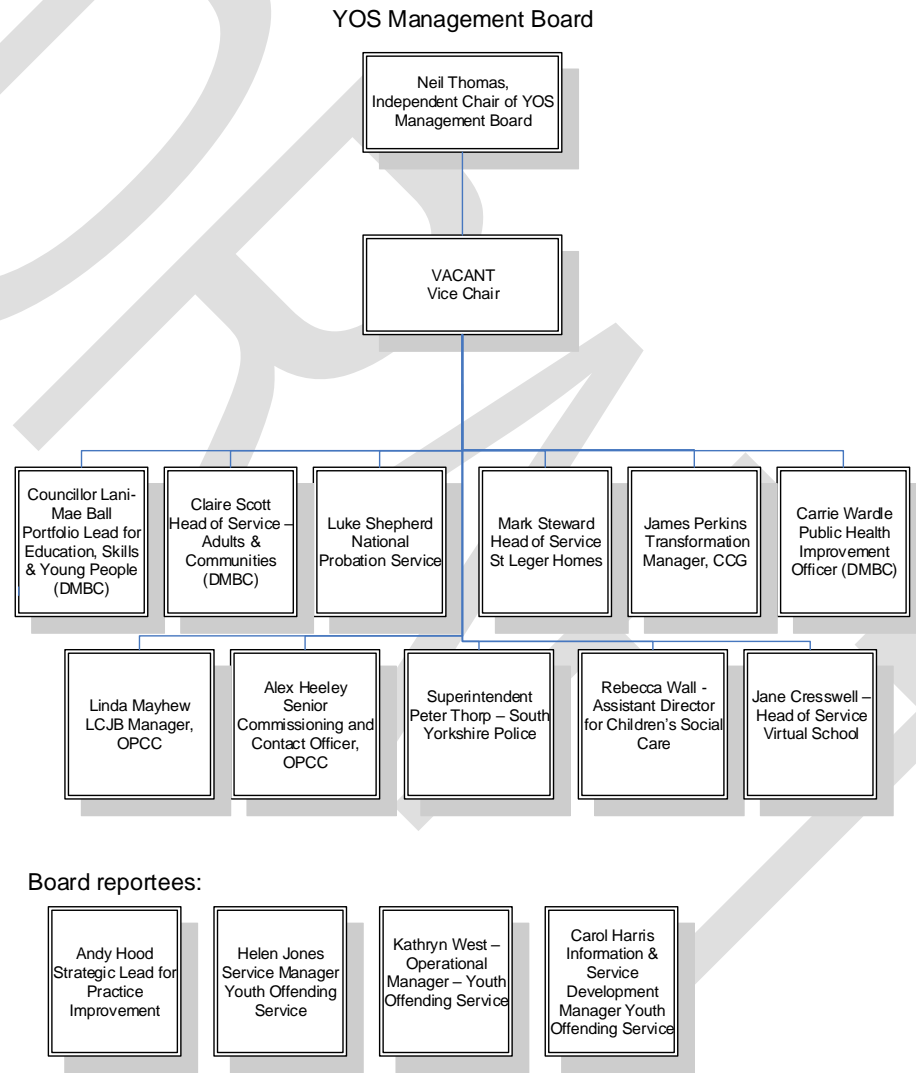 YOS Management Board
Neil Thomas,
Independent Chair of YOS
Management Board
VACANT
Vice Chair
Councillor Lani-
Mae Ball
Portfolio Lead for
Education, Skills
& Young People
(DMBC)
Claire Scott
Head of Service –
Adults &
Communities
(DMBC)
Luke Shepherd
National
Probation Service
Mark Steward
Head of Service
St Leger Homes
James Perkins
Transformation
Manager, CCG
Carrie Wardle
Public Health
Improvement
Officer (DMBC)
Linda Mayhew
LCJB Manager,
OPCC
Alex Heeley
Senior
Commissioning and
Contact Officer,
OPCC
Superintendent
Peter Thorp – South
Yorkshire Police
Rebecca Wall -
Assistant Director
for Children's Social
Care
Jane Cresswell –
Head of Service
Virtual School
Board reportees:
Andy Hood
Strategic Lead for
Practice
Improvement
Helen Jones
Service Manager
Youth Offending
Service
Kathryn West –
Operational
Manager – Youth
Offending Service
Carol Harris
Information &
Service
Development
Manager Youth
Offending Service